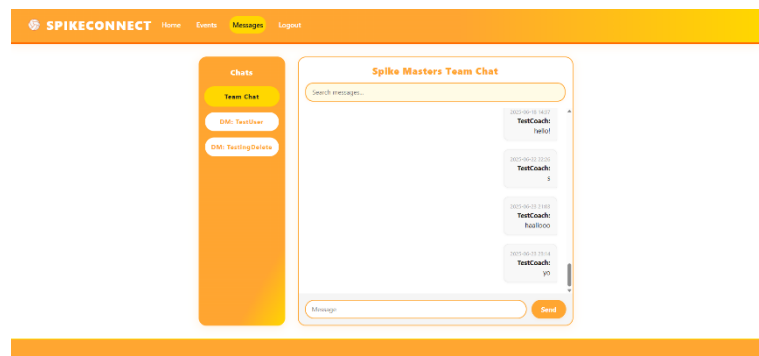 SPIKECONNECT Home Events Messages Logout
Chats
Team Chat
DM: TestUser
DM: TestingDelete
Spike Masters Team Chat
Search messages...
TestCoach:
hello!
TestCoach:
s
TestCoach:
haallooo
TestCoach:
yo
Message
Send